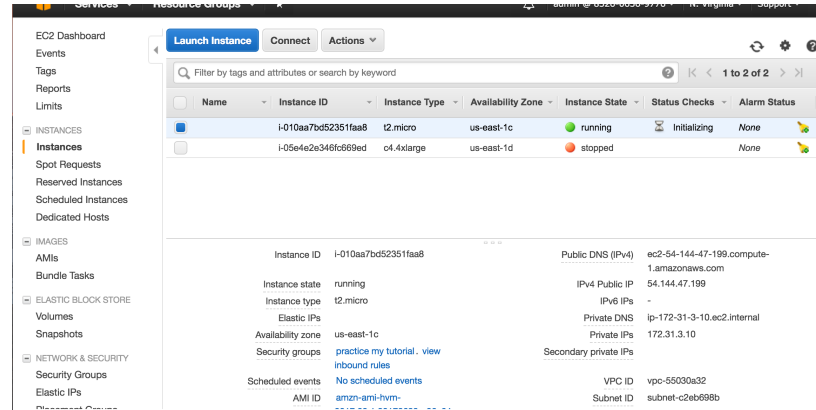 Services
Resource Groups
N. Virginia
Support
EC2 Dashboard
Events
Tags
Reports
Limits
INSTANCES
Instances
Spot Requests
Reserved Instances
Scheduled Instances
Dedicated Hosts
IMAGES
AMIs
Bundle Tasks
ELASTIC BLOCK STORE
Volumes
Snapshots
NETWORK & SECURITY
Security Groups
Elastic IPs
Placement Groups
Launch Instance Connect Actions
Filter by tags and attributes or search by keyword 1 to 2 of 2
Name Instance ID Instance Type Availability Zone Instance State Status Checks Alarm Status
i-010aa7bd52351faa8 t2.micro us-east-1c running Initializing None
i-05e4e2e346fc669ed c4.4xlarge us-east-1d stopped None
Instance ID i-010aa7bd52351faa8
Instance state running
Instance type t2.micro
Elastic IPs
Availability zone us-east-1c
Security groups practice my tutorial. view
inbound rules
Scheduled events No scheduled events
AMI ID amzn-ami-hvm-
Public DNS (IPv4) ec2-54-144-47-199.compute-
1.amazonaws.com
IPv4 Public IP 54.144.47.199
IPv6 IPs -
Private DNS ip-172-31-3-10.ec2.internal
Private IPs 172.31.3.10
Secondary private IPs
VPC ID vpc-55030a32
Subnet ID subnet-c2eb698b